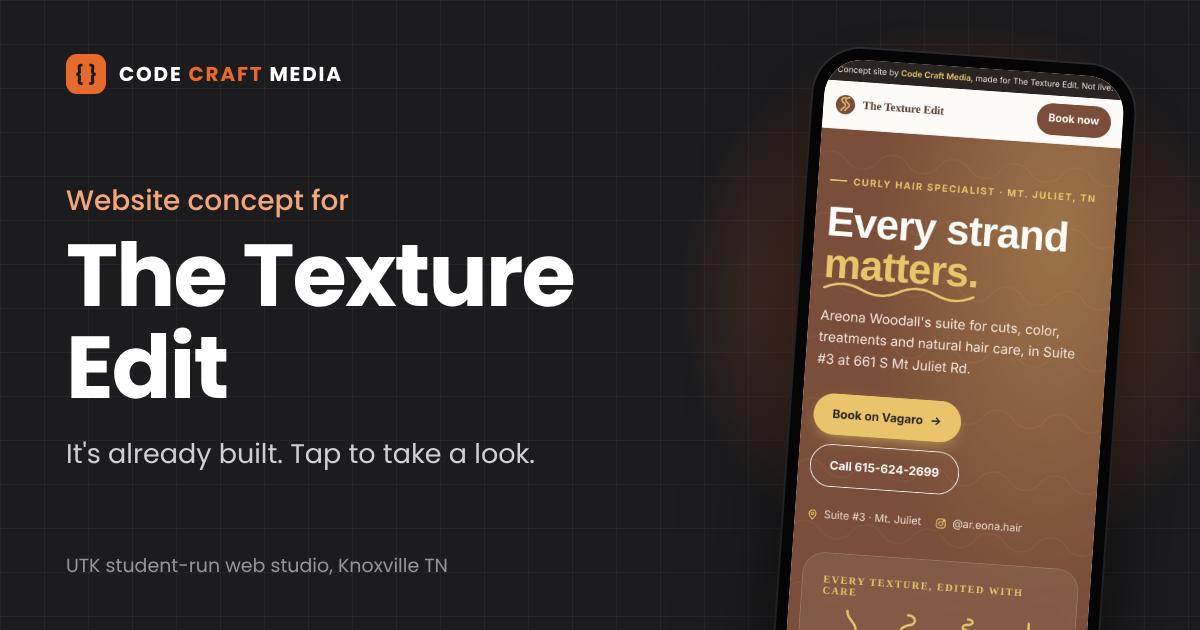 { } CODE CRAFT MEDIA
Website concept for
The Texture
Edit
It's already built. Tap to take a look.
UTK student-run web studio, Knoxville TN
Concept site by Code Craft Media, made for The Texture Edit. Not live.
The Texture Edit
Book now
CURLY HAIR SPECIALIST · MT. JULIET, TN
Every strand
matters.
Areona Woodall's suite for cuts, color,
treatments and natural hair care, in Suite
#3 at 661 S Mt Juliet Rd.
Book on Vagaro →
Call 615-624-2699
Suite #3 · Mt. Juliet @ar.eona.hair
EVERY TEXTURE, EDITED WITH
CARE